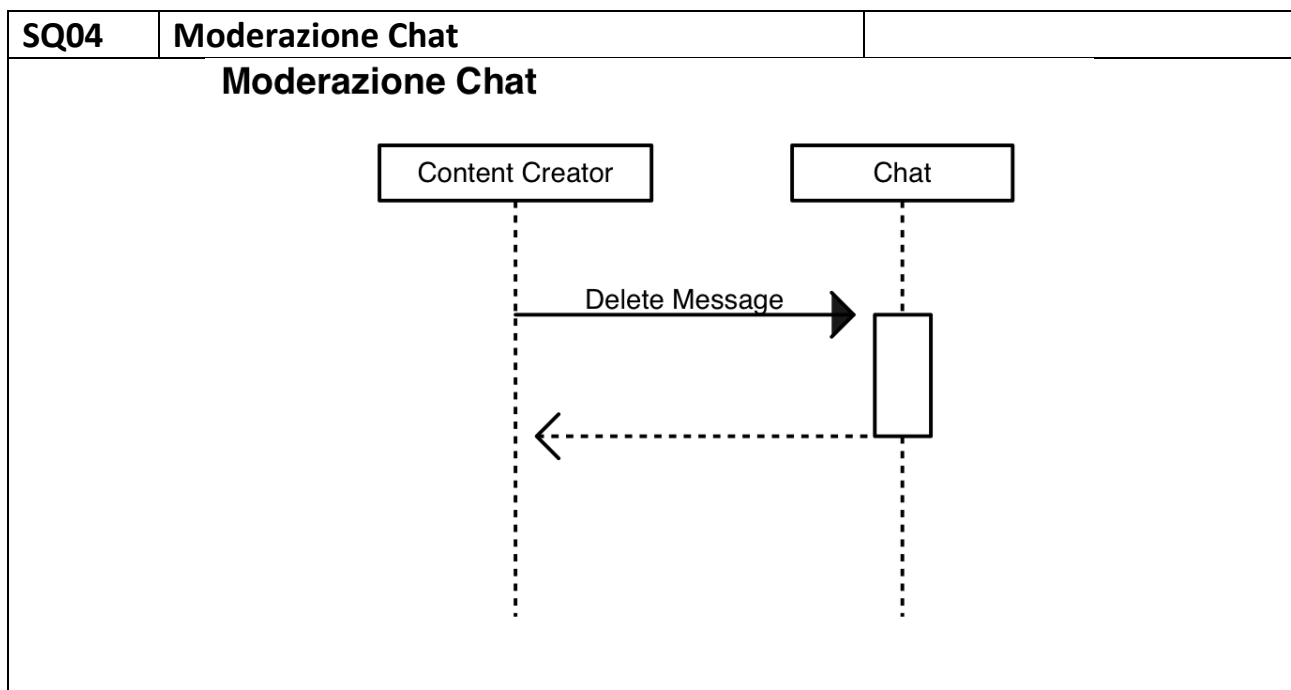 SQ04 Moderazione Chat
Moderazione Chat
Content Creator Chat
Delete Message